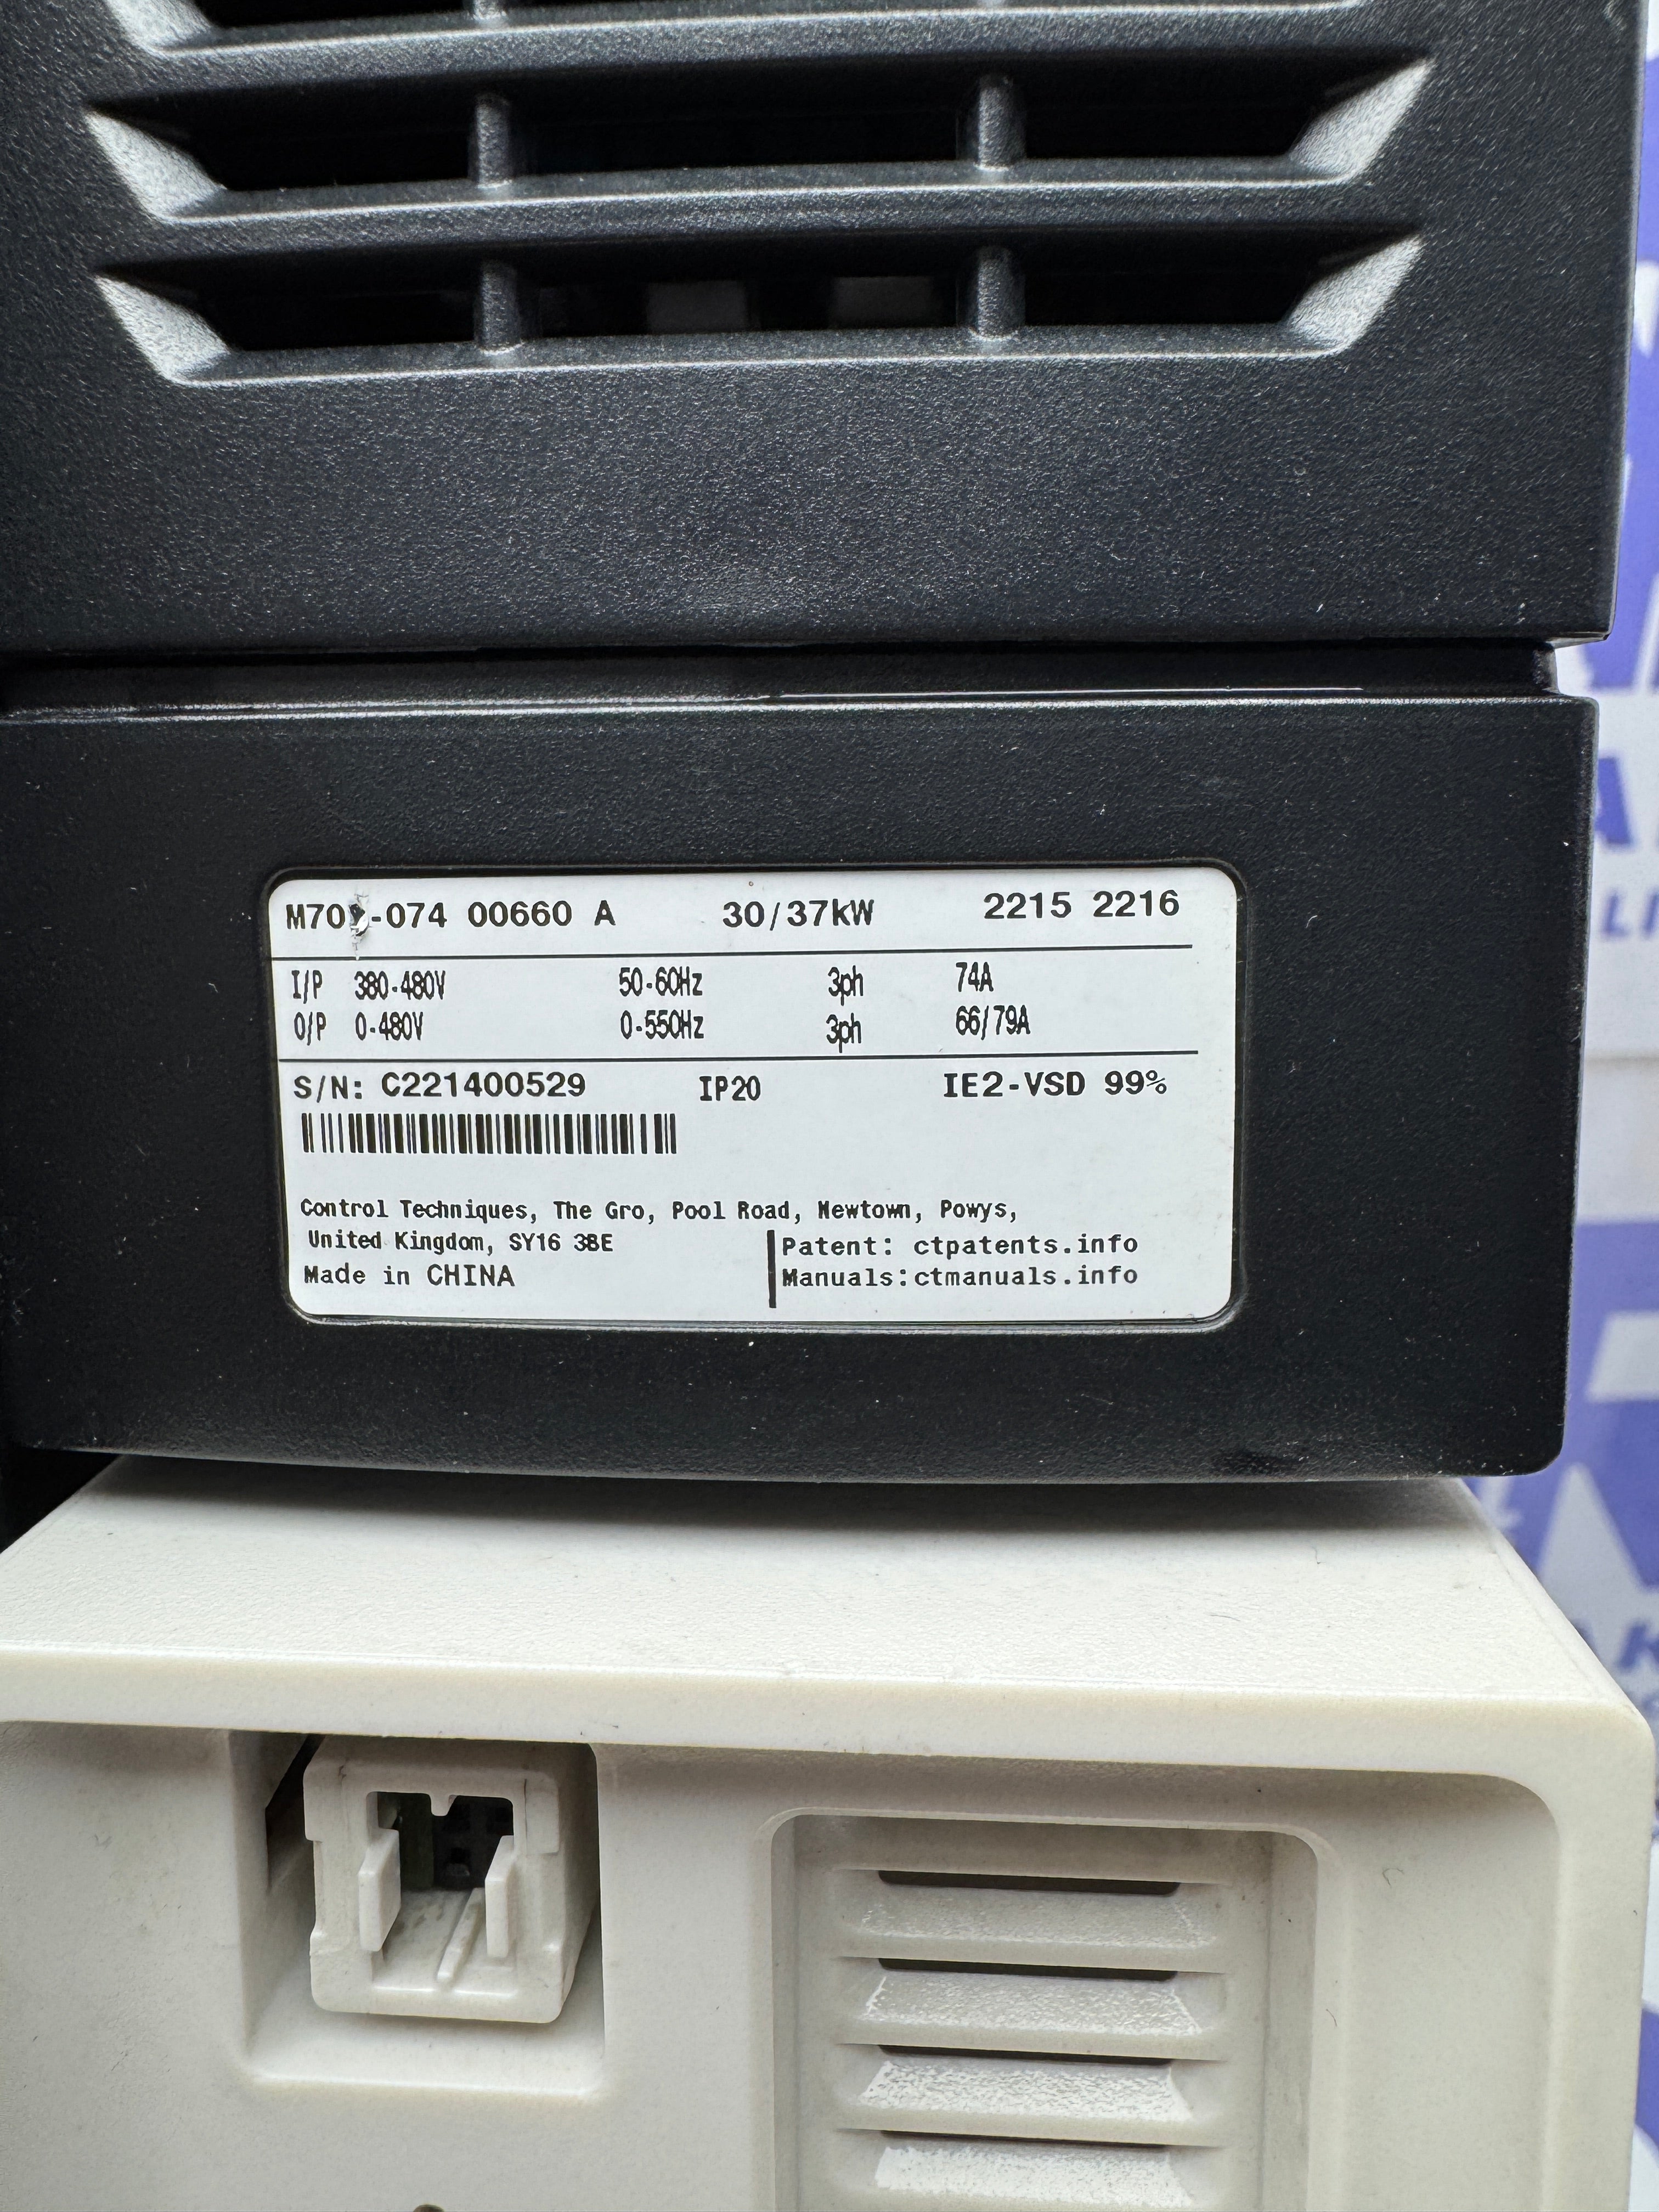 00660 A 30/37kW 2215 2216
I/P 380-480V 50-60Hz 3ph 74A
O/P 0-480V 0-550Hz 3ph 66/79A
S/N: C221400529 IP20 IE2-VSD 99%
Control Techniques, The Gro, Pool Road, Newtown, Powys,
United Kingdom, SY16 3BE
Patent: ctpatents.info
Made in CHINA
Manuals:ctmanuals.info